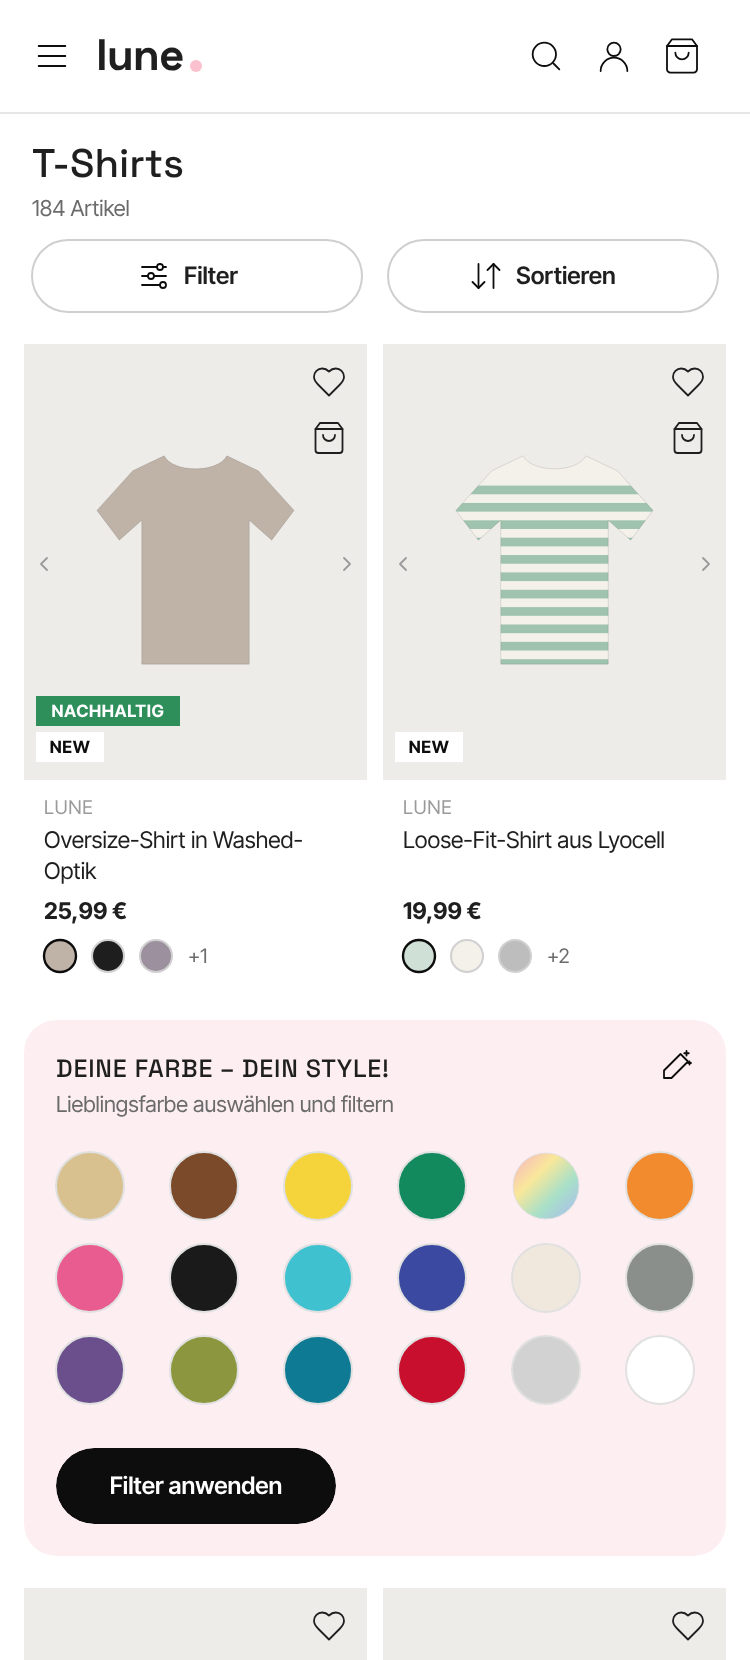 lune.
T-Shirts
184 Artikel
Filter
Sortieren
NACHHALTIG
NEW
NEW
LUNE
Oversize-Shirt in Washed-
Optik
25,99 €
+1
LUNE
Loose-Fit-Shirt aus Lyocell
19,99 €
+2
DEINE FARBE – DEIN STYLE!
Lieblingsfarbe auswählen und filtern
Filter anwenden